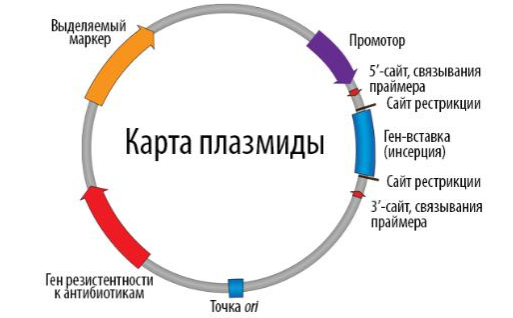 Выделяемый
маркер
Промотор
5’-сайт, связывания
праймера
Сайт рестрикции
Ген-вставка
(инсерция)
Карта плазмиды
Сайт рестрикции
3’-сайт, связывания
праймера
Ген резистентности
к антибиотикам
Точка ori